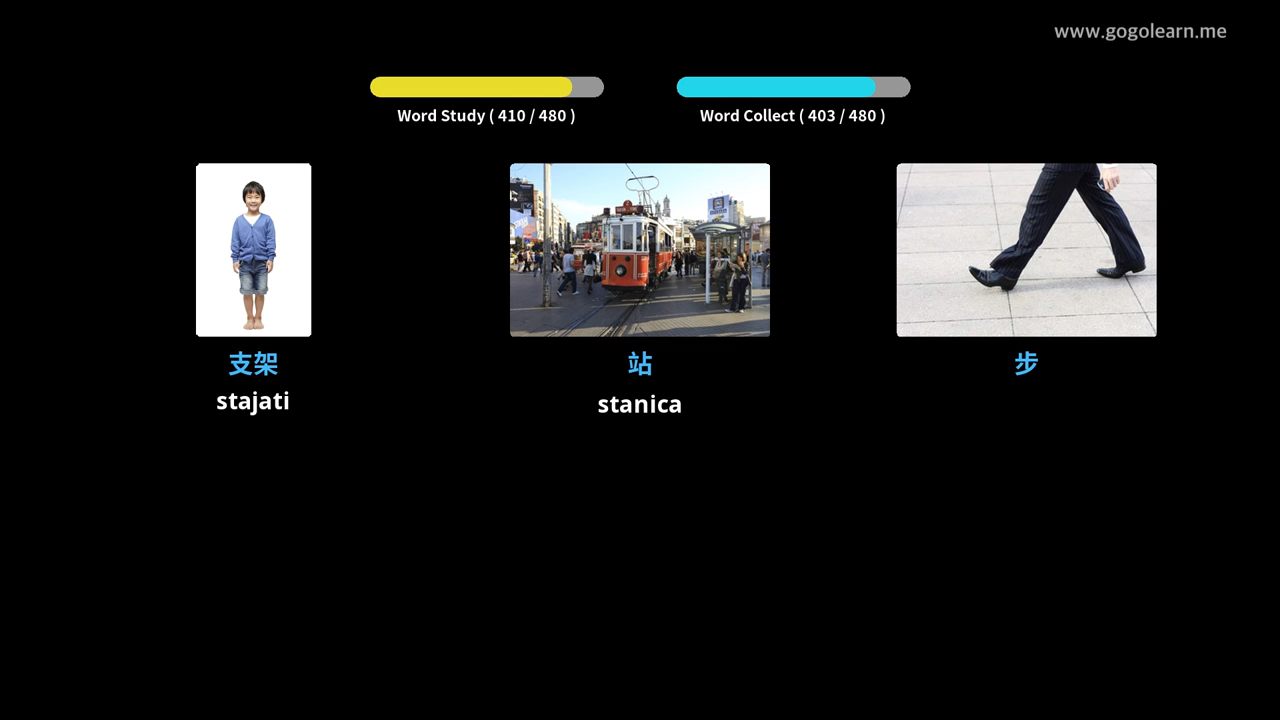 www.gogolearn.me
Word Study ( 410 / 480 )
Word Collect ( 403 / 480 )
支架
站
步
stajati
stanica